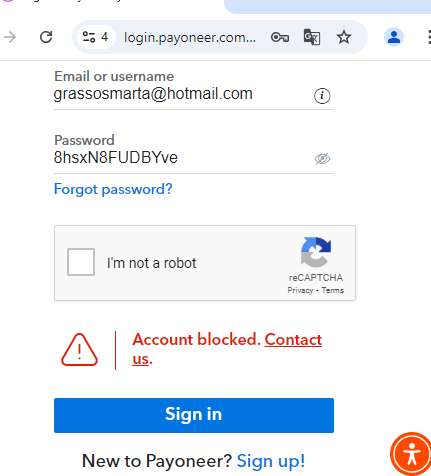 4 login.payoneer.com...
Email or username
grassosmarta@hotmail.com
Password
8hsxN8FUDBYve
Forgot password?
I'm not a robot
reCAPTCHA
Privacy - Terms
Account blocked. Contact
us.
Sign in
New to Payoneer? Sign up!